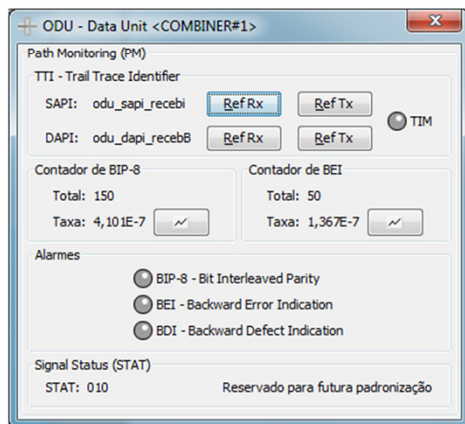 ODU - Data Unit <COMBINER#1>
Path Monitoring (PM)
TTI - Trail Trace Identifier
SAPI: odu_sapi_recebi Ref Rx Ref Tx
TIM
DAPI: odu_dapi_recebB Ref Rx Ref Tx
Contador de BIP-8 Contador de BEI
Total: 150 Total: 50
Taxa: 4,101E-7 Taxa: 1,367E-7
Alarmes
BIP-8 - Bit Interleaved Parity
BEI - Backward Error Indication
BDI - Backward Defect Indication
Signal Status (STAT)
STAT: 010 Reservado para futura padronização